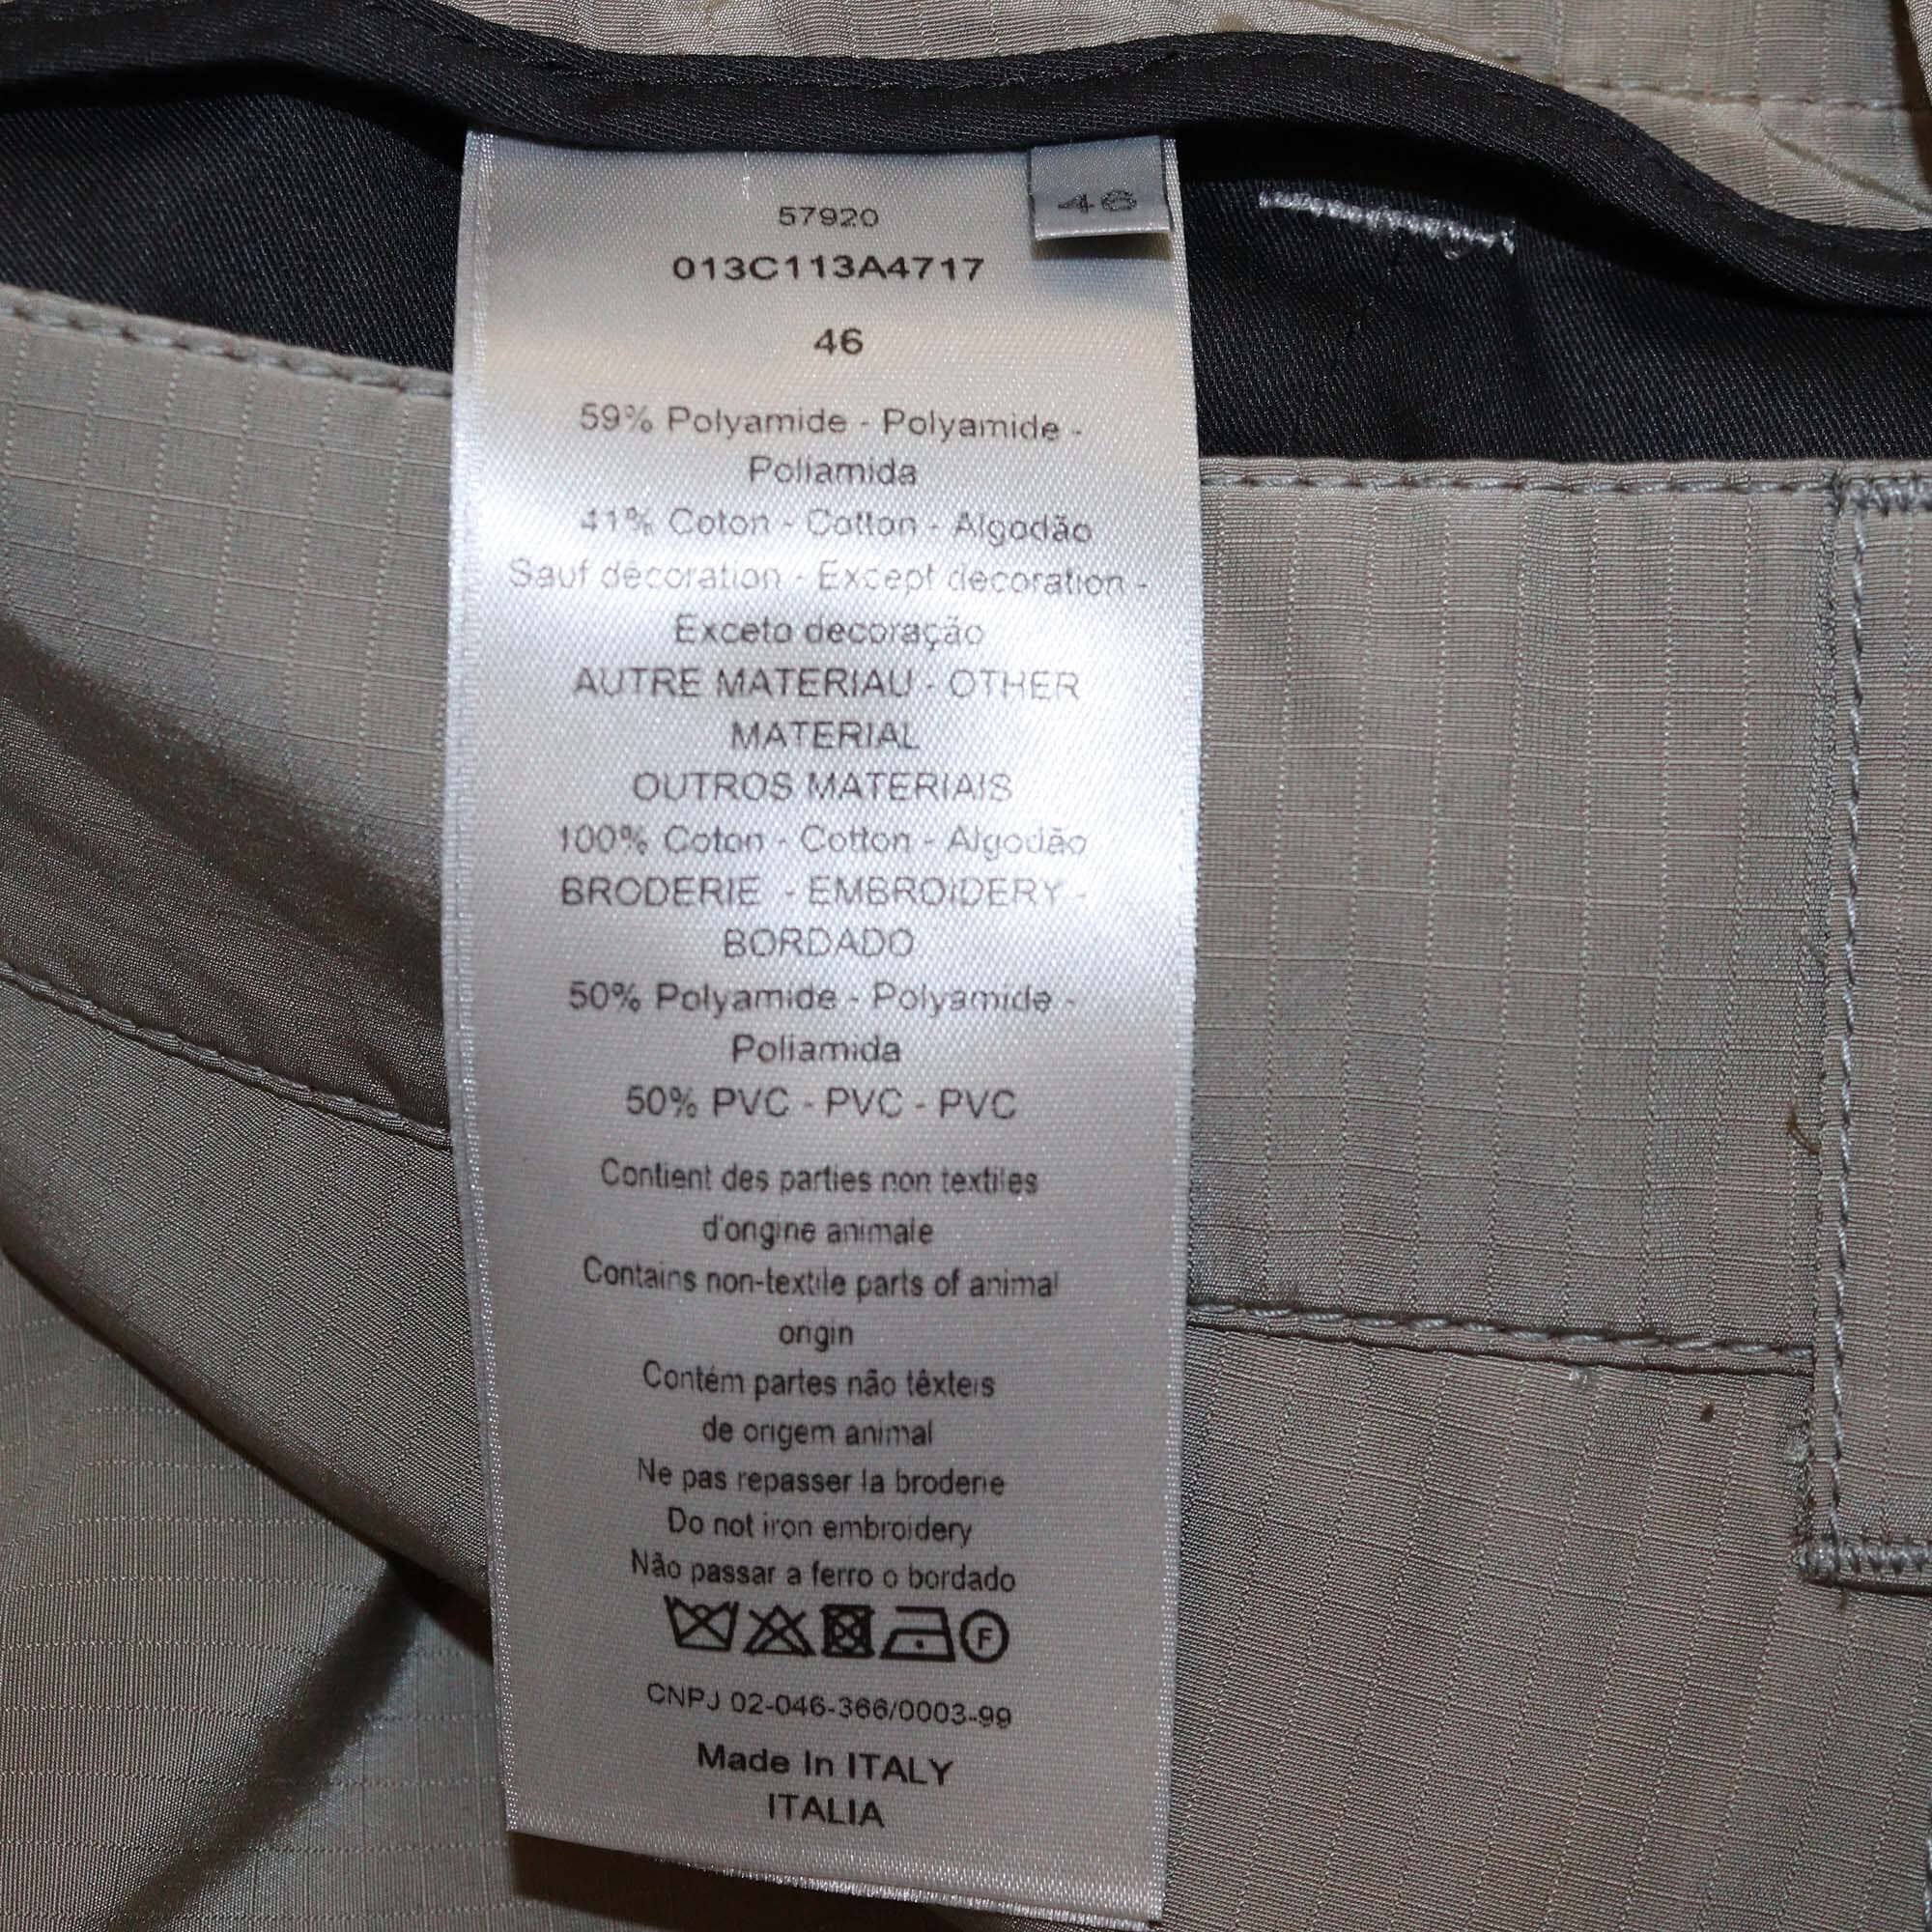 57920
46
013C113A4717
46
59% Polyamide - Polyamide -
Poliamida
41% Coton - Cotton - Algodão
Sauf décoration - Except decoration -
Exceto decoração
AUTRE MATERIAU - OTHER
MATERIAL
OUTROS MATERIAIS
100% Coton - Cotton - Algodão
BRODERIE - EMBROIDERY -
BORDADO
50% Polyamide - Polyamide -
Poliamida
50% PVC - PVC - PVC
Contient des parties non textiles
d'origine animale
Contains non-textile parts of animal
origin
Contém partes não têxteis
de origem animal
Ne pas repasser la broderie
Do not iron embroidery
Não passar a ferro o bordado
F
CNPJ 02-046-366/0003-99
Made In ITALY
ITALIA